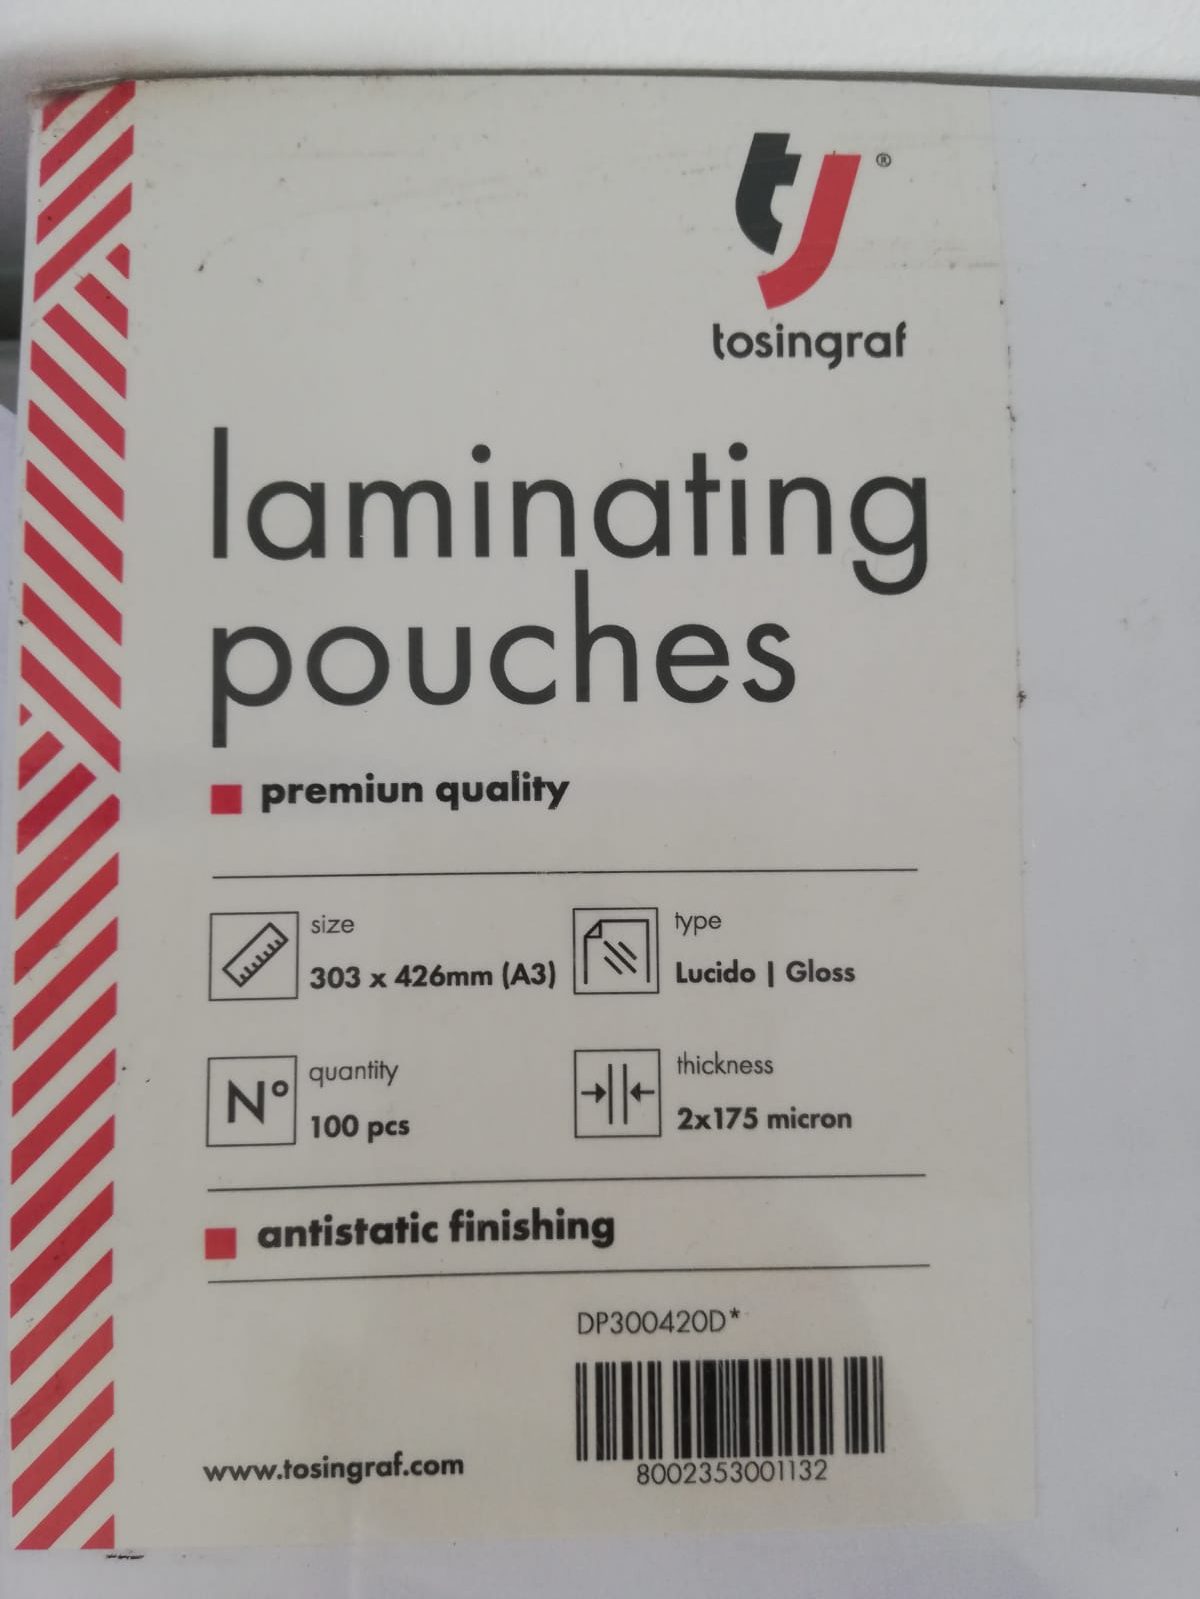 tj®
tosingraf
laminating
pouches
premiun quality
size
303 x 426mm (A3)
type
Lucido | Gloss
N°
quantity
100 pcs
thickness
2x175 micron
antistatic finishing
DP300420D*
www.tosingraf.com
8002353001132